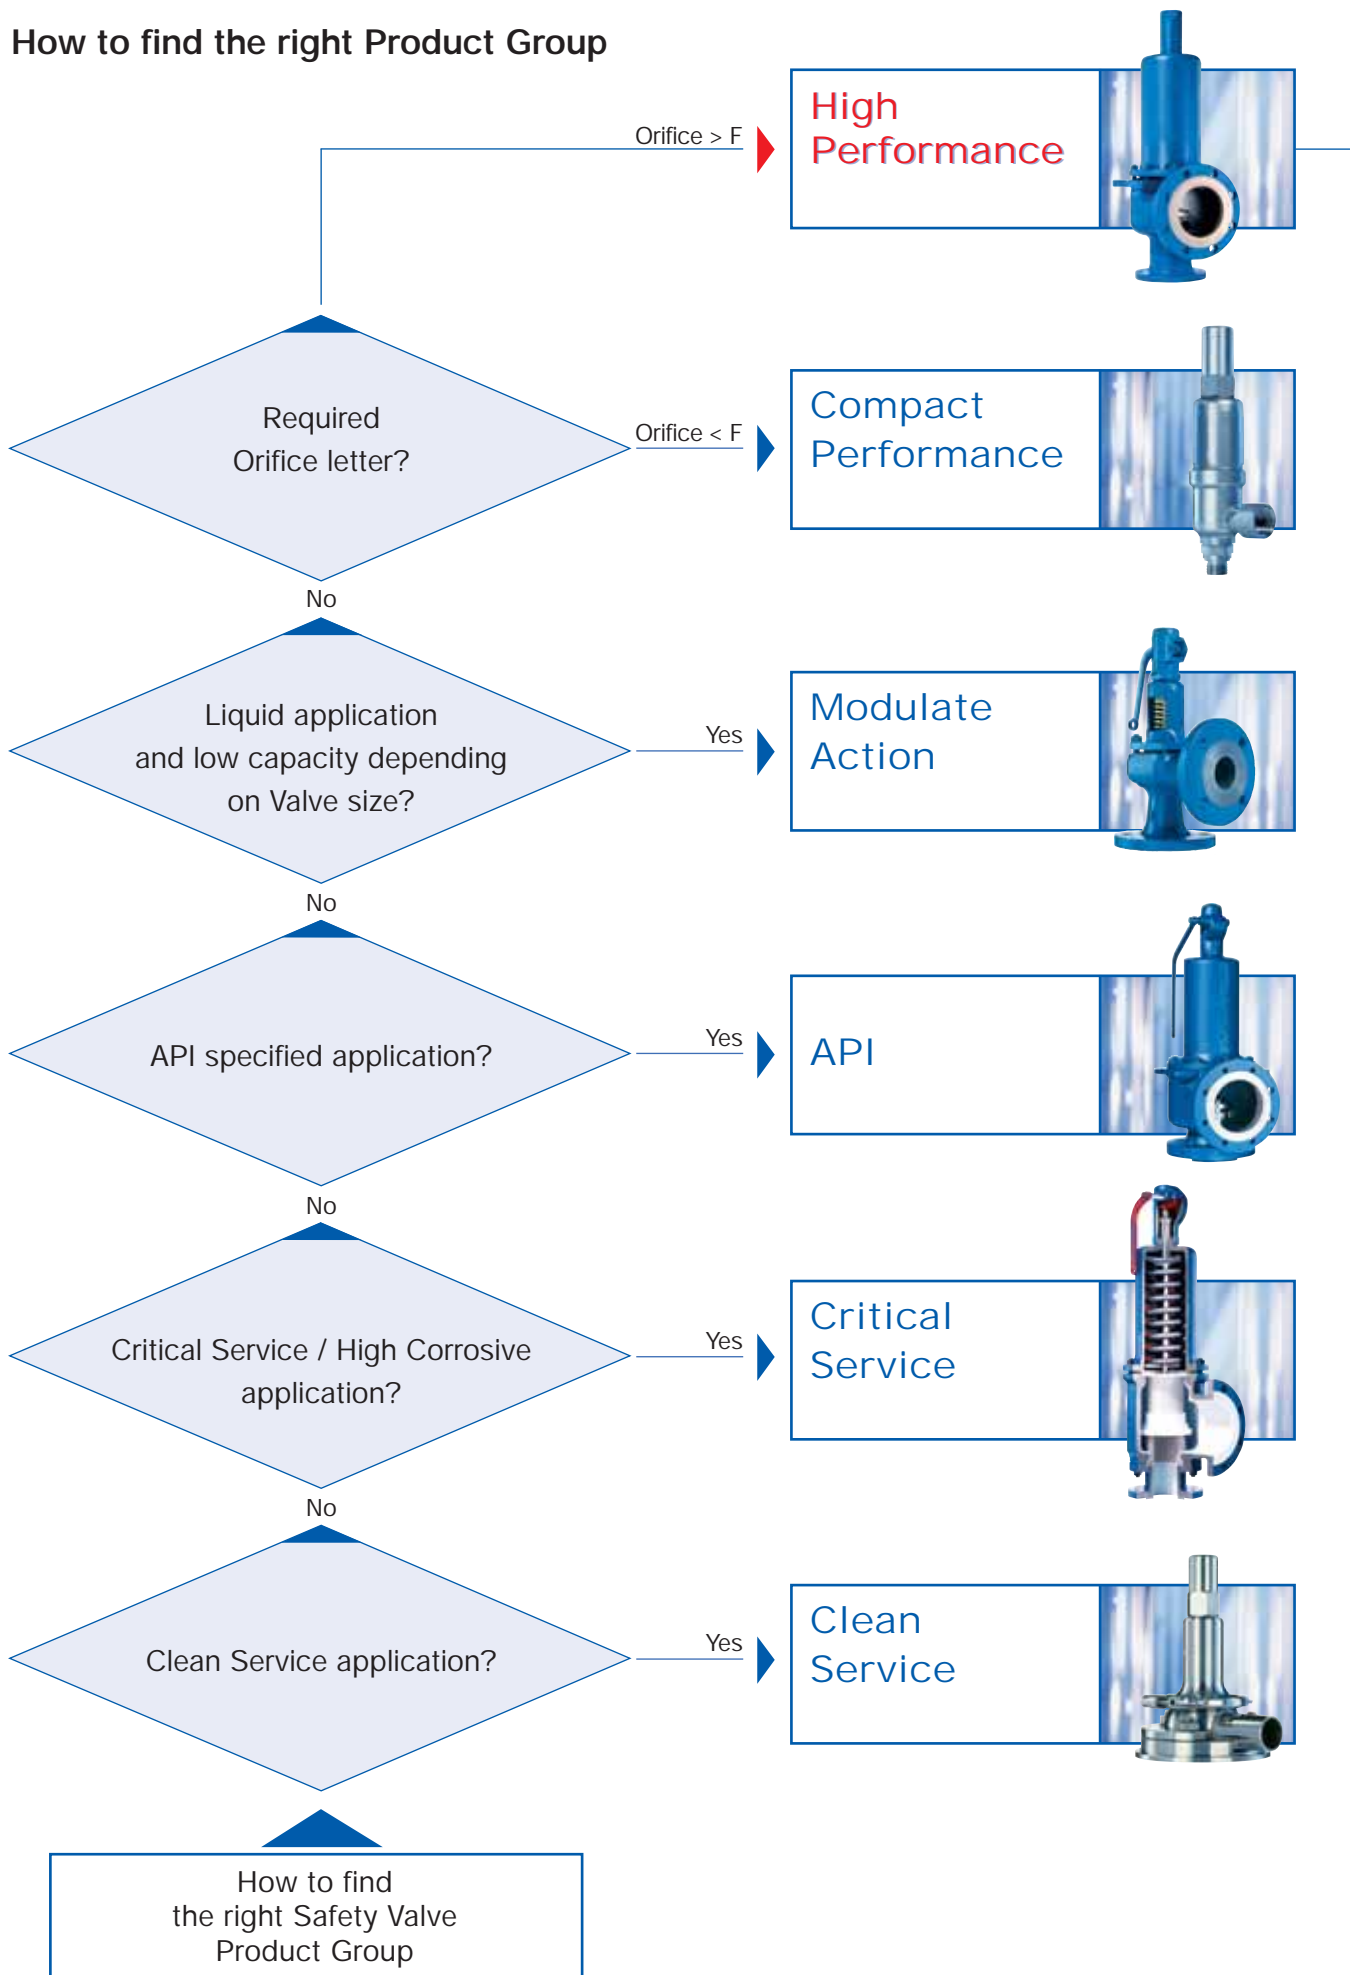 How to find the right Product Group
Orifice > F
High
Performance
Required
Orifice letter?
Orifice < F
Compact
Performance
No
Liquid application
and low capacity depending
on Valve size?
Yes
Modulate
Action
No
API specified application?
Yes
API
No
Critical Service / High Corrosive
application?
Yes
Critical
Service
No
Clean Service application?
Yes
Clean
Service
How to find
the right Safety Valve
Product Group